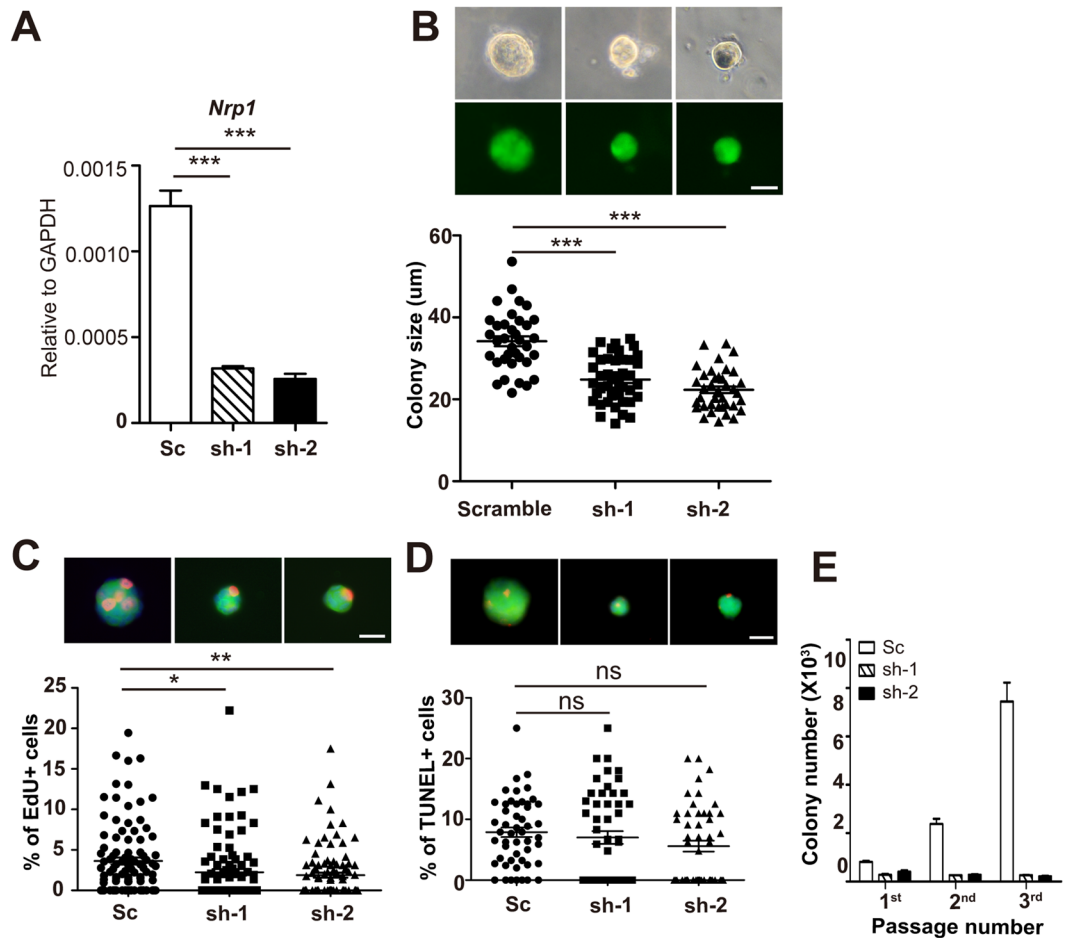 A
Nrp1
***
***
Relative to GAPDH
0.0015
0.0010
0.0005
0
Sc sh-1 sh-2
B
***
***
Colony size (um)
60
40
20
0
Scramble sh-1 sh-2
C
**
*
% of EdU+ cells
25
20
15
10
5
0
Sc sh-1 sh-2
D
ns
ns
% of TUNEL+ cells
30
20
10
0
Sc sh-1 sh-2
E
Sc
sh-1
sh-2
Colony number (X10³)
10
8
6
4
2
0
1st 2nd 3rd
Passage number